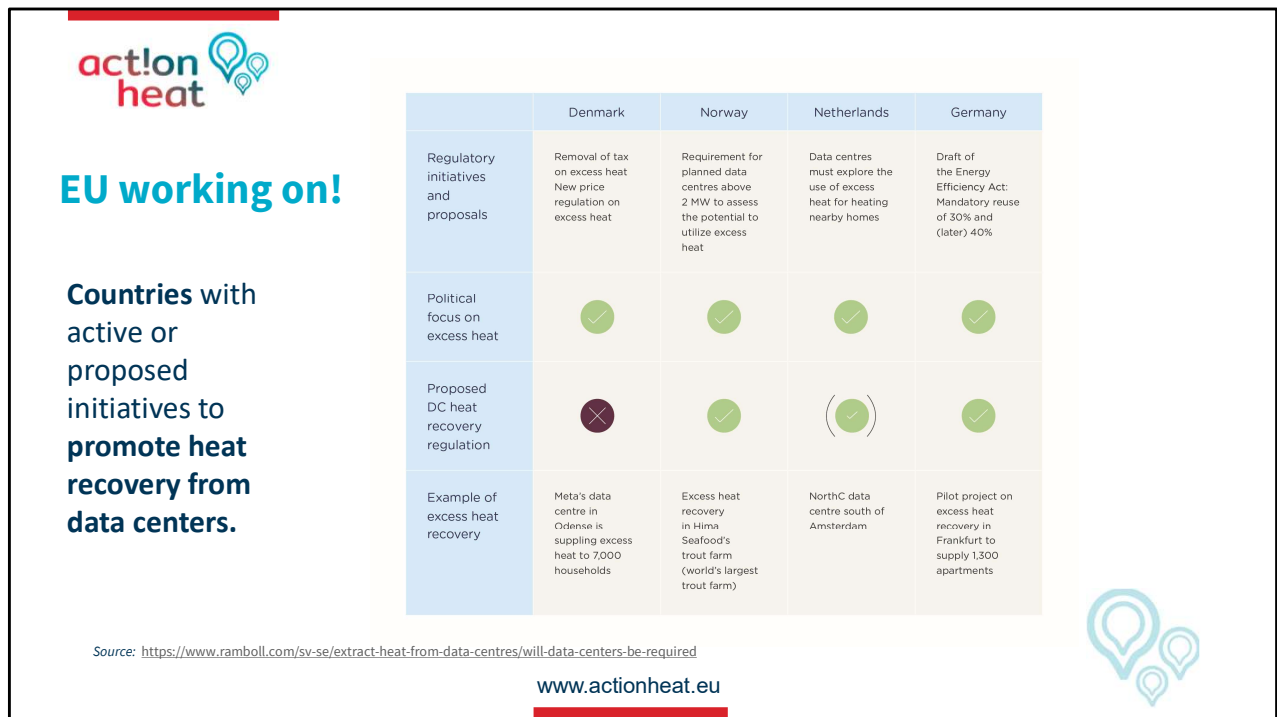 act!on
heat
EU working on!
Countries with
active or
proposed
initiatives to
promote heat
recovery from
data centers.
Denmark
Norway
Netherlands
Germany
Regulatory
initiatives
and
proposals
Removal of tax
on excess heat
New price
regulation on
excess heat
Requirement for
planned data
centres above
2 MW to assess
the potential to
utilize excess
heat
Data centres
must explore the
use of excess
heat for heating
nearby homes
Draft of
the Energy
Efficiency Act:
Mandatory reuse
of 30% and
(later) 40%
Political
focus on
excess heat
Proposed
DC heat
recovery
regulation
Example of
excess heat
recovery
Meta's data
centre in
Odense is
suppling excess
heat to 7,000
households
Excess heat
recovery
in Hima
Seafood's
trout farm
(world's largest
trout farm)
NorthC data
centre south of
Amsterdam
Pilot project on
excess heat
recovery in
Frankfurt to
supply 1,300
apartments
Source: https://www.ramboll.com/sv-se/extract-heat-from-data-centres/will-data-centers-be-required
www.actionheat.eu